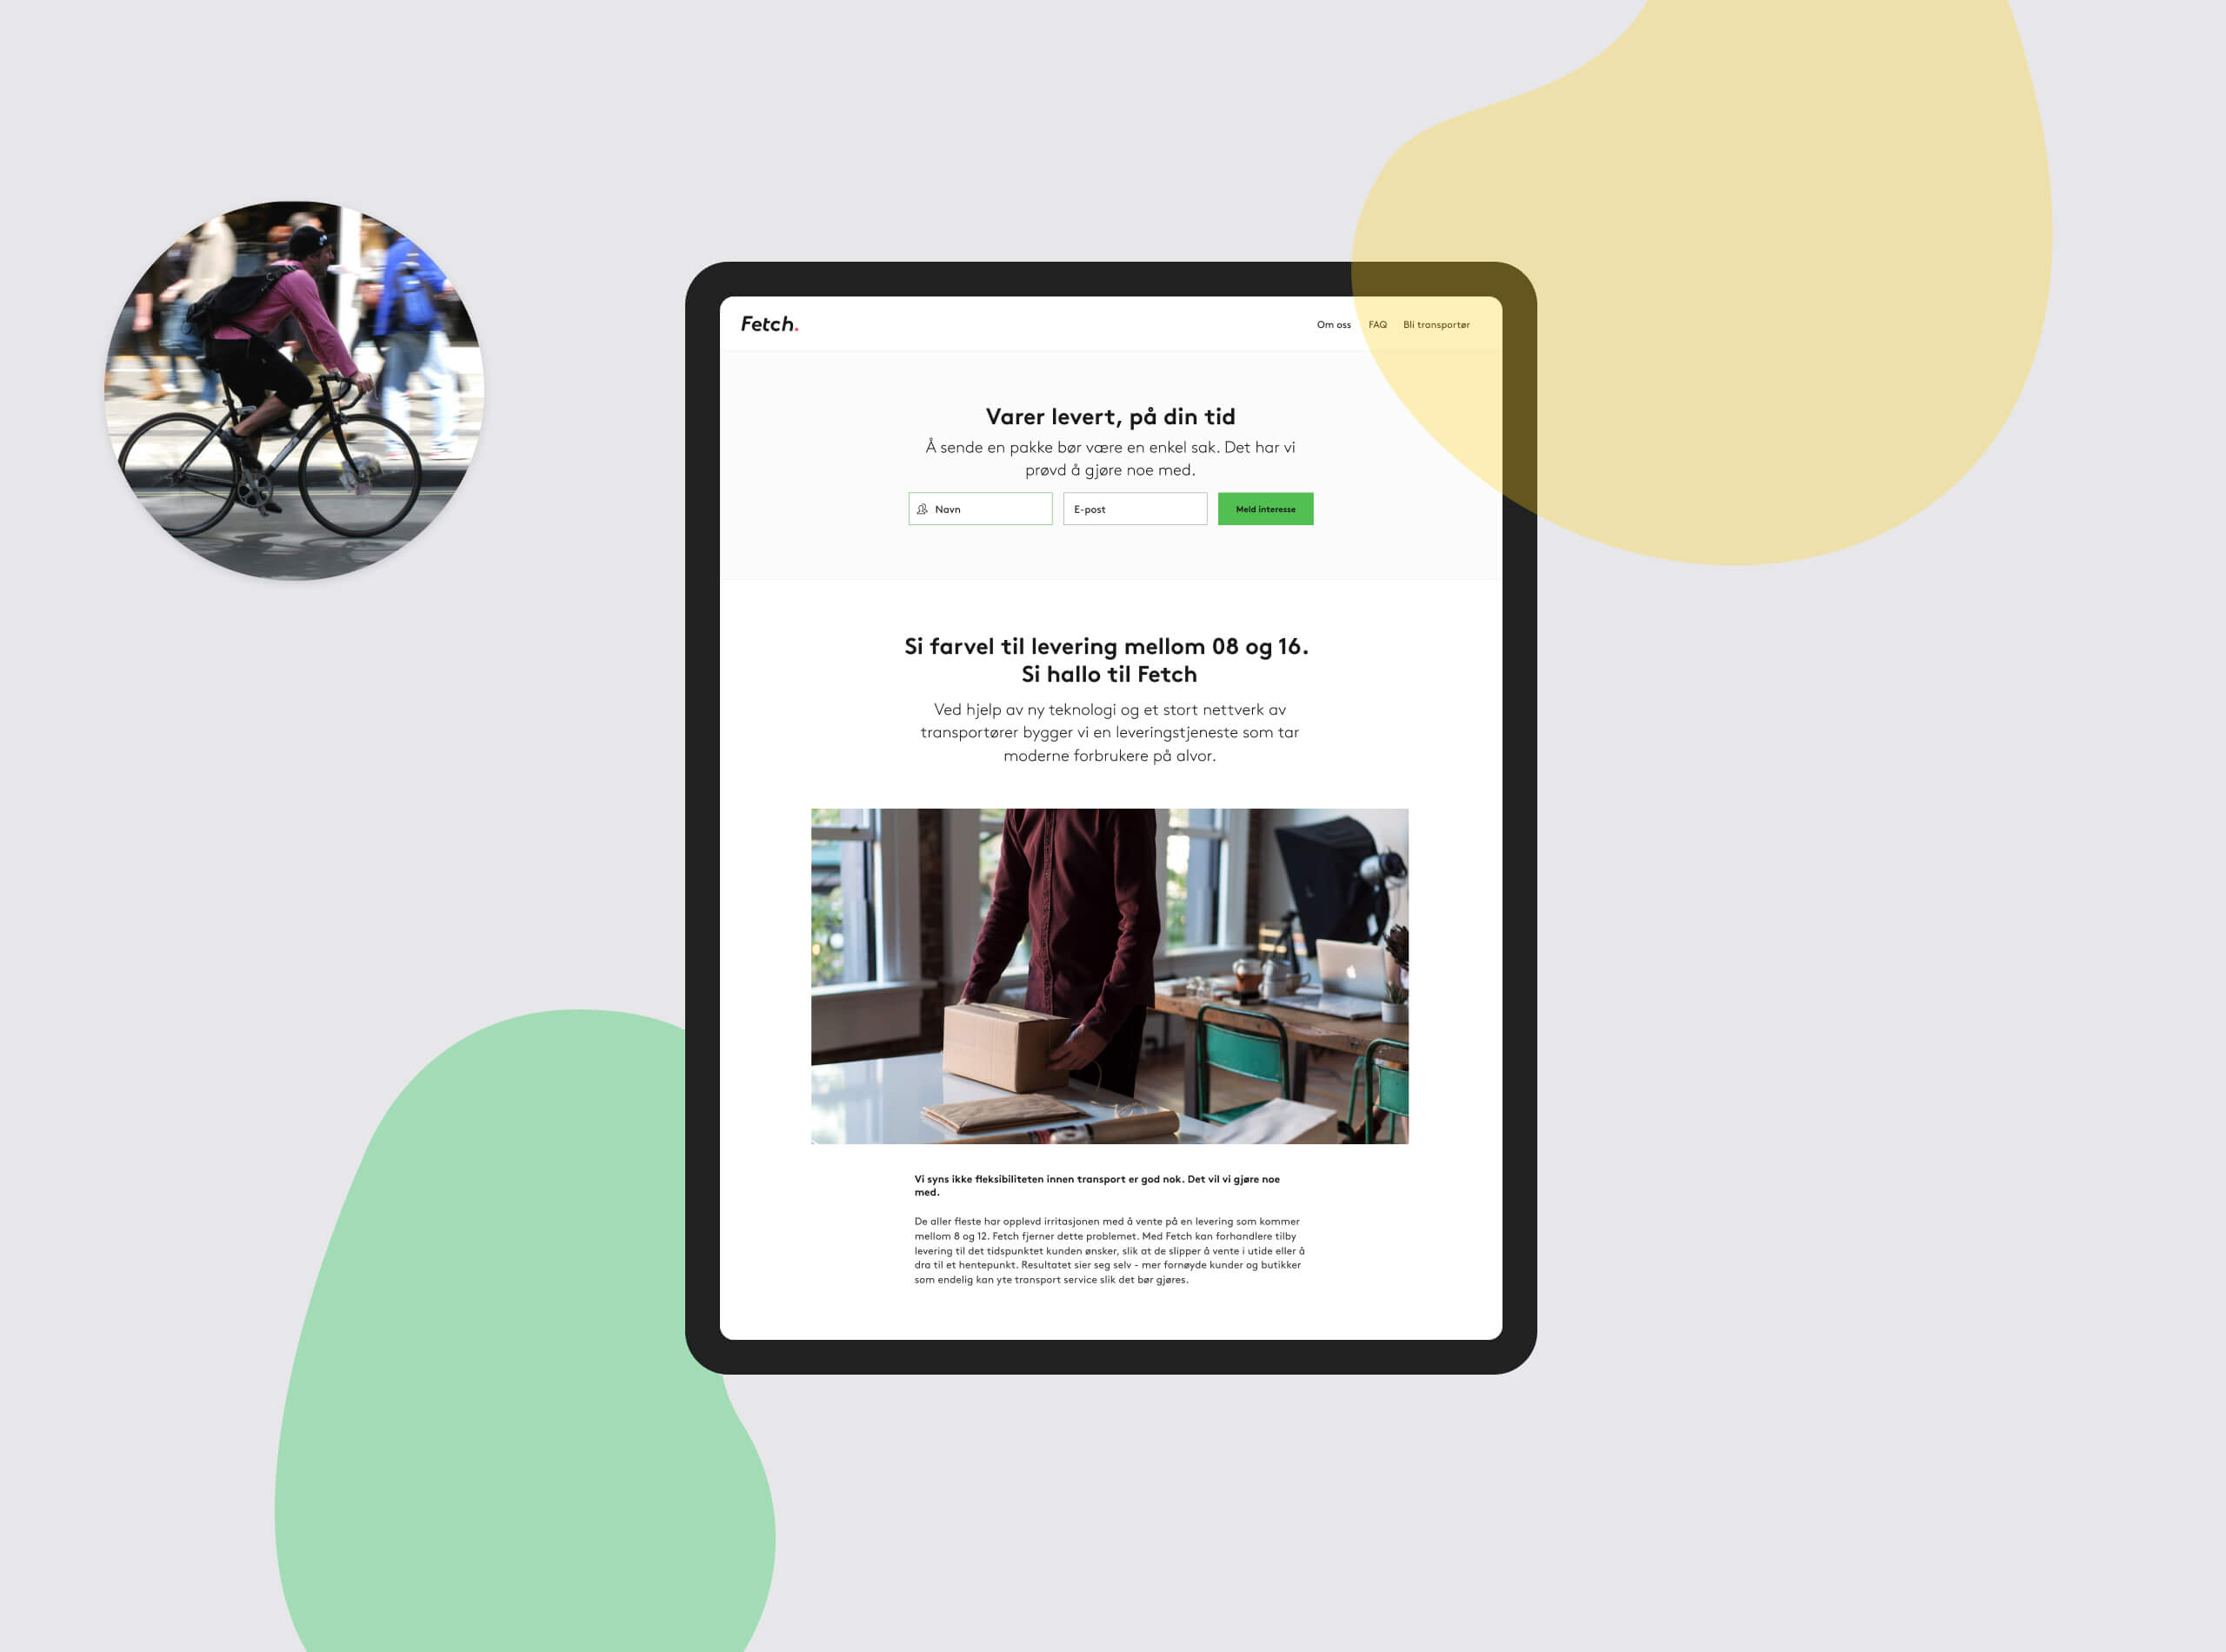 Fetch.
Om oss FAQ Bli transportør
Varer levert, på din tid
Å sende en pakke bør være en enkel sak. Det har vi
prøvd å gjøre noe med.
Navn E-post Meld interesse
Si farvel til levering mellom 08 og 16.
Si hallo til Fetch
Ved hjelp av ny teknologi og et stort nettverk av
transportører bygger vi en leveringstjeneste som tar
moderne forbrukere på alvor.
Vi syns ikke fleksibiliteten innen transport er god nok. Det vil vi gjøre noe
med.
De aller fleste har opplevd irritasjonen med å vente på en levering som kommer
mellom 8 og 12. Fetch fjerner dette problemet. Med Fetch kan forhandlere tilby
levering til det tidspunktet kunden ønsker, slik at de slipper å vente i utide eller å
dra til et hentepunkt. Resultatet sier seg selv - mer fornøyde kunder og butikker
som endelig kan yte transport service slik det bør gjøres.